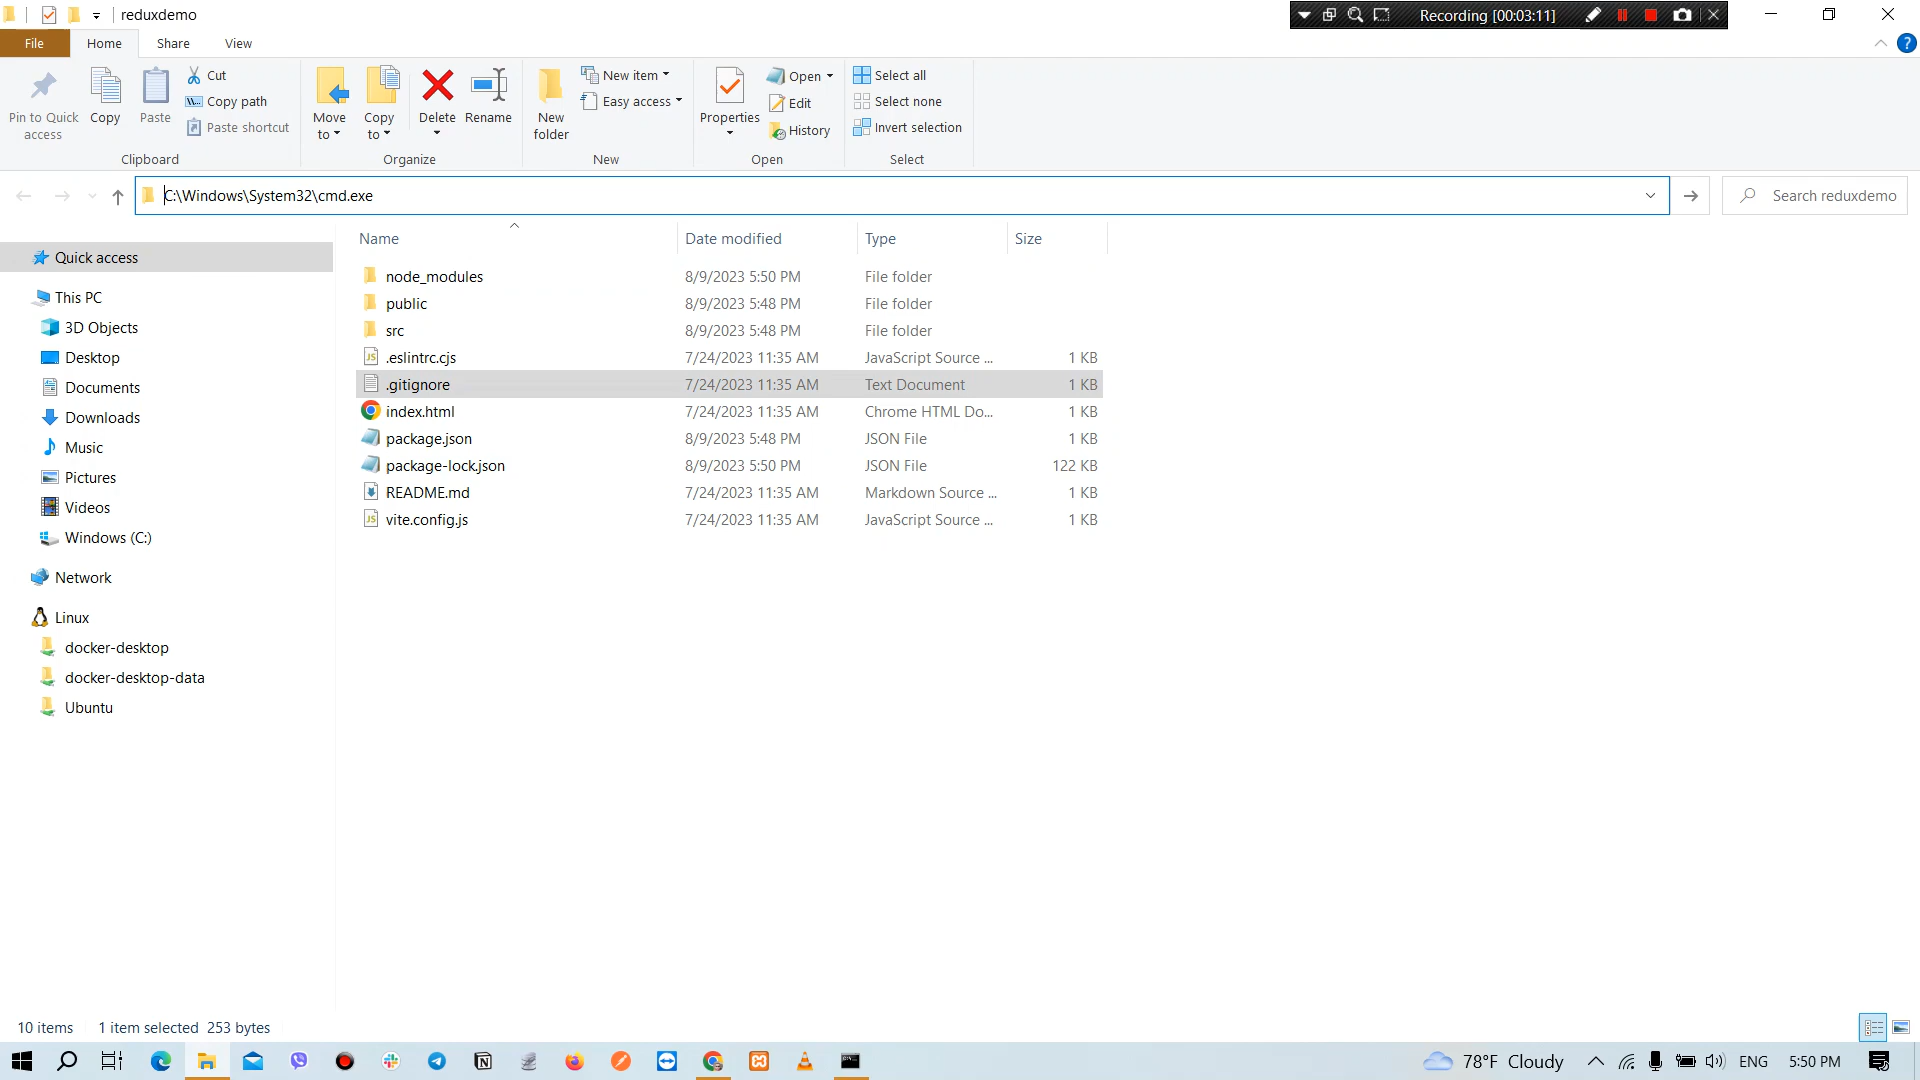 reduxdemo
Recording [00:03:11]
File
Home
Share
View
Pin to Quick
access
Copy
Paste
Cut
Copy path
Paste shortcut
Clipboard
Move
to
Copy
to
Delete
Rename
Organize
New
folder
New item
Easy access
New
Properties
Open
Edit
History
Open
Select all
Select none
Invert selection
Select
C:\Windows\System32\cmd.exe
Search reduxdemo
Name
Date modified
Type
Size
Quick access
This PC
3D Objects
Desktop
Documents
Downloads
Music
Pictures
Videos
Windows (C:)
Network
Linux
docker-desktop
docker-desktop-data
Ubuntu
node_modules 8/9/2023 5:50 PM File folder
public 8/9/2023 5:48 PM File folder
src 8/9/2023 5:48 PM File folder
.eslintrc.cjs 7/24/2023 11:35 AM JavaScript Source ... 1 KB
.gitignore 7/24/2023 11:35 AM Text Document 1 KB
index.html 7/24/2023 11:35 AM Chrome HTML Do... 1 KB
package.json 8/9/2023 5:48 PM JSON File 1 KB
package-lock.json 8/9/2023 5:50 PM JSON File 122 KB
README.md 7/24/2023 11:35 AM Markdown Source ... 1 KB
vite.config.js 7/24/2023 11:35 AM JavaScript Source ... 1 KB
10 items 1 item selected 253 bytes
78°F Cloudy
ENG
5:50 PM